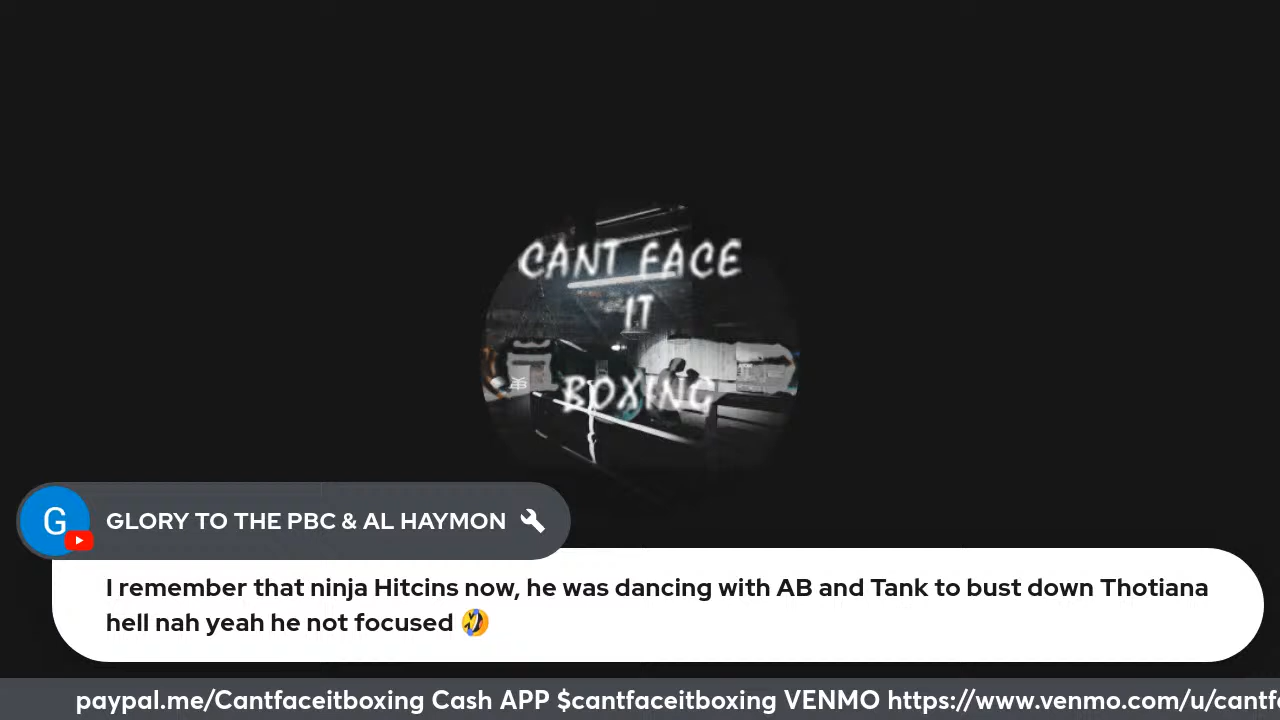 CANT FACE
IT
BOXING
G
GLORY TO THE PBC & AL HAYMON
I remember that ninja Hitcins now, he was dancing with AB and Tank to bust down Thotiana
hell nah yeah he not focused 🤣
paypal.me/Cantfaceitboxing Cash APP $cantfaceitboxing VENMO https://www.venmo.com/u/cantf